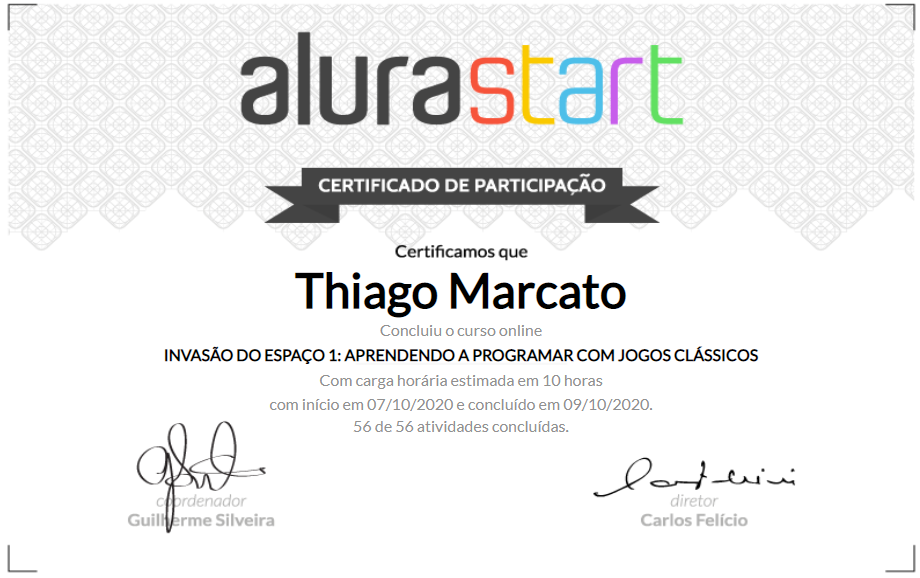 alurastart
CERTIFICADO DE PARTICIPAÇÃO
Certificamos que
Thiago Marcato
Concluiu o curso online
INVASÃO DO ESPAÇO 1: APRENDENDO A PROGRAMAR COM JOGOS CLÁSSICOS
Com carga horária estimada em 10 horas
com início em 07/10/2020 e concluído em 09/10/2020.
56 de 56 atividades concluídas.
coordenador
Guilherme Silveira
diretor
Carlos Felício